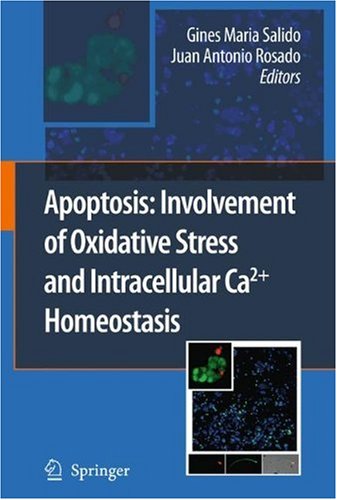 Gines Maria Salido
Juan Antonio Rosado
Editors
Apoptosis: Involvement
of Oxidative Stress
and Intracellular Ca²⁺
Homeostasis
Springer